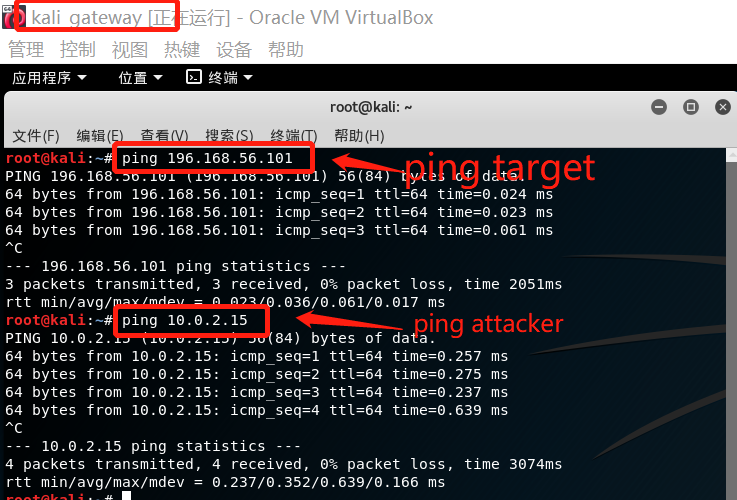 kali_gateway [正在运行] - Oracle VM VirtualBox
管理 控制 视图 热键 设备 帮助
应用程序 位置 终端
root@kali: ~
文件(F) 编辑(E) 查看(V) 搜索(S) 终端(T) 帮助(H)
root@kali:~# ping 196.168.56.101
ping target
PING 196.168.56.101 (196.168.56.101) 56(84) bytes of data.
64 bytes from 196.168.56.101: icmp_seq=1 ttl=64 time=0.024 ms
64 bytes from 196.168.56.101: icmp_seq=2 ttl=64 time=0.023 ms
64 bytes from 196.168.56.101: icmp_seq=3 ttl=64 time=0.061 ms
^C
--- 196.168.56.101 ping statistics ---
3 packets transmitted, 3 received, 0% packet loss, time 2051ms
rtt min/avg/max/mdev = 0.023/0.036/0.061/0.017 ms
root@kali:~# ping 10.0.2.15
ping attacker
PING 10.0.2.15 (10.0.2.15) 56(84) bytes of data.
64 bytes from 10.0.2.15: icmp_seq=1 ttl=64 time=0.257 ms
64 bytes from 10.0.2.15: icmp_seq=2 ttl=64 time=0.275 ms
64 bytes from 10.0.2.15: icmp_seq=3 ttl=64 time=0.237 ms
64 bytes from 10.0.2.15: icmp_seq=4 ttl=64 time=0.639 ms
^C
--- 10.0.2.15 ping statistics ---
4 packets transmitted, 4 received, 0% packet loss, time 3074ms
rtt min/avg/max/mdev = 0.237/0.352/0.639/0.166 ms
root@kali:~#